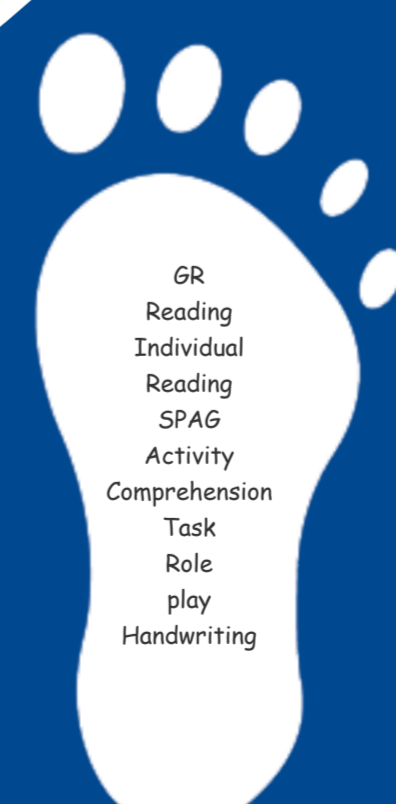 GR
Reading
Individual
Reading
SPAG
Activity
Comprehension
Task
Role
play
Handwriting